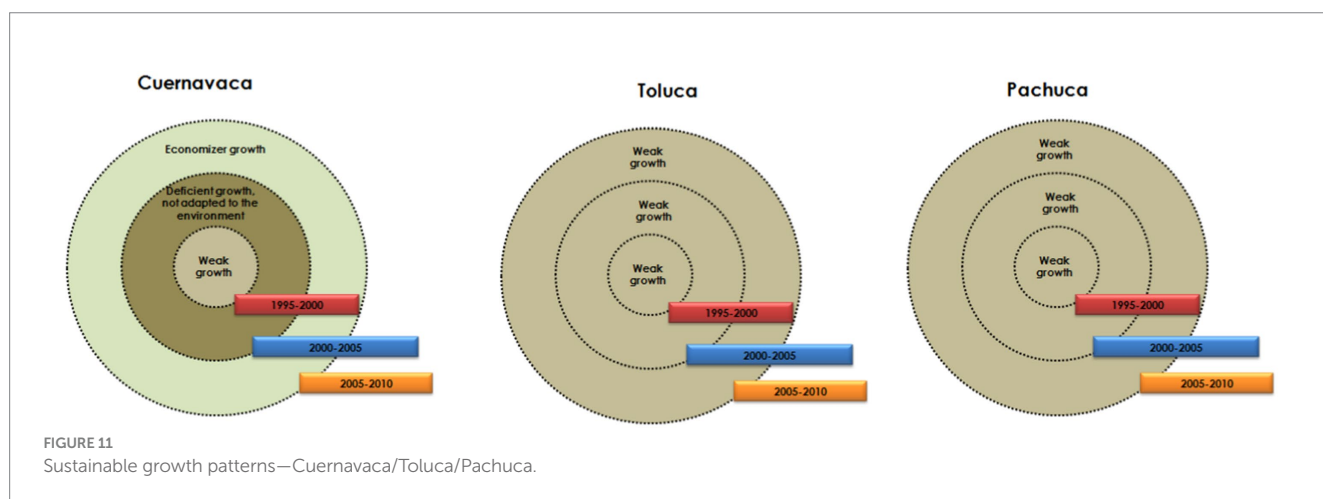 Cuernavaca
Economizer growth
Deficient growth,
not adapted to the
environment
Weak
growth
1995-2000
2000-2005
2005-2010
Toluca
Weak
growth
Weak
growth
Weak
growth
1995-2000
2000-2005
2005-2010
Pachuca
Weak
growth
Weak
growth
Weak
growth
1995-2000
2000-2005
2005-2010
FIGURE 11
Sustainable growth patterns—Cuernavaca/Toluca/Pachuca.